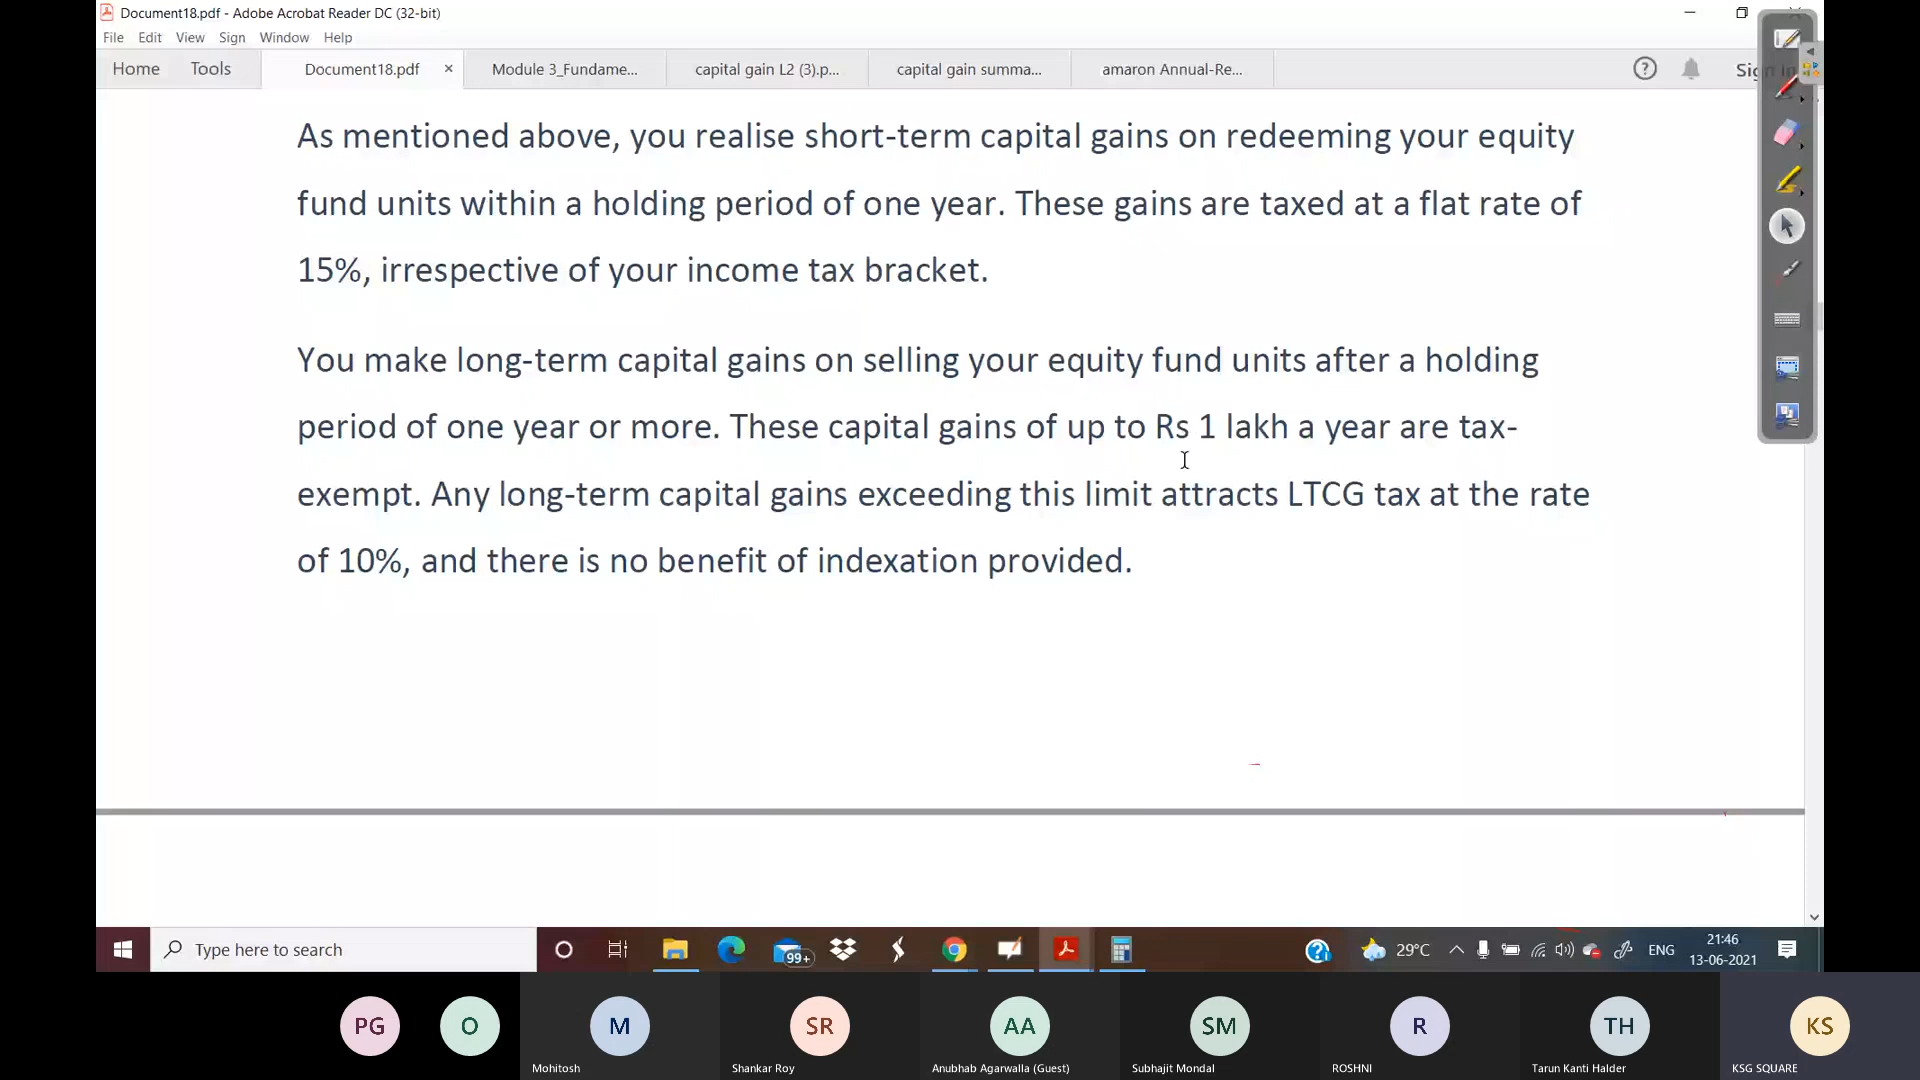 Document18.pdf - Adobe Acrobat Reader DC (32-bit)
File Edit View Sign Window Help
Home Tools Document18.pdf × Module 3_Fundame... capital gain L2 (3).p... capital gain summa... amaron Annual-Re... Sign In
As mentioned above, you realise short-term capital gains on redeeming your equity
fund units within a holding period of one year. These gains are taxed at a flat rate of
15%, irrespective of your income tax bracket.
You make long-term capital gains on selling your equity fund units after a holding
period of one year or more. These capital gains of up to Rs 1 lakh a year are tax-
exempt. Any long-term capital gains exceeding this limit attracts LTCG tax at the rate
of 10%, and there is no benefit of indexation provided.
Type here to search 99+ 29°C ENG 21:46
13-06-2021
PG O M SR AA SM R TH KS
Mohitosh Shankar Roy Anubhab Agarwalla (Guest) Subhajit Mondal ROSHNI Tarun Kanti Halder KSG SQUARE